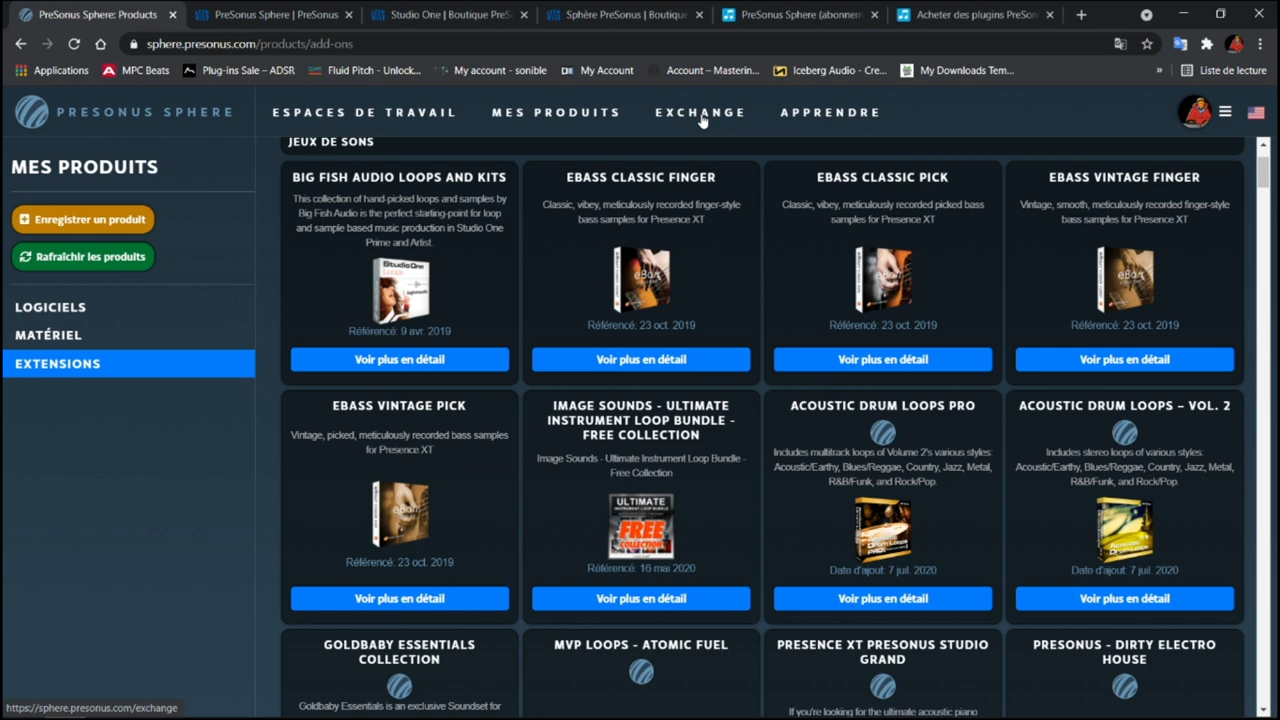 PreSonus Sphere: Products
PreSonus Sphere | PreSonus
Studio One | Boutique PreS
Sphère PreSonus | Boutique
PreSonus Sphere (abonnem
Acheter des plugins PreSon
sphere.presonus.com/products/add-ons
Applications
MPC Beats
Plug-ins Sale – ADSR
Fluid Pitch - Unlock...
My account - sonible
My Account
Account – Masterin...
Iceberg Audio - Cre...
My Downloads Tem...
»
Liste de lecture
PRESONUS SPHERE
ESPACES DE TRAVAIL
MES PRODUITS
EXCHANGE
APPRENDRE
MES PRODUITS
Enregistrer un produit
Rafraîchir les produits
LOGICIELS
MATÉRIEL
EXTENSIONS
JEUX DE SONS
BIG FISH AUDIO LOOPS AND KITS
This collection of hand-picked loops and samples by
Big Fish Audio is the perfect starting-point for loop
and sample based music production in Studio One
Prime and Artist.
Studio One
Loops
Référencé: 9 avr. 2019
Voir plus en détail
EBASS CLASSIC FINGER
Classic, vibey, meticulously recorded finger-style
bass samples for Presence XT
eBass
Référencé: 23 oct. 2019
Voir plus en détail
EBASS CLASSIC PICK
Classic, vibey, meticulously recorded picked bass
samples for Presence XT
eBass
Référencé: 23 oct. 2019
Voir plus en détail
EBASS VINTAGE FINGER
Vintage, smooth, meticulously recorded finger-style
bass samples for Presence XT
eBass
Référencé: 23 oct. 2019
Voir plus en détail
EBASS VINTAGE PICK
Vintage, picked, meticulously recorded bass samples
for Presence XT
eBass
Référencé: 23 oct. 2019
Voir plus en détail
IMAGE SOUNDS - ULTIMATE
INSTRUMENT LOOP BUNDLE -
FREE COLLECTION
Image Sounds - Ultimate Instrument Loop Bundle -
Free Collection
ULTIMATE
INSTRUMENT LOOP BUNDLE
FREE
COLLECTION
Référencé: 16 mai 2020
Voir plus en détail
ACOUSTIC DRUM LOOPS PRO
Includes multitrack loops of Volume 2's various styles:
Acoustic/Earthy, Blues/Reggae, Country, Jazz, Metal,
R&B/Funk, and Rock/Pop.
Acoustic
Drum Loops
Date d'ajout: 7 juil. 2020
Voir plus en détail
ACOUSTIC DRUM LOOPS – VOL. 2
Includes stereo loops of various styles:
Acoustic/Earthy, Blues/Reggae, Country, Jazz, Metal,
R&B/Funk, and Rock/Pop.
Acoustic
Drum Loops
Date d'ajout: 7 juil. 2020
Voir plus en détail
GOLDBABY ESSENTIALS
COLLECTION
Goldbaby Essentials is an exclusive Soundset for
MVP LOOPS - ATOMIC FUEL
PRESENCE XT PRESONUS STUDIO
GRAND
If you're looking for the ultimate acoustic piano
PRESONUS - DIRTY ELECTRO
HOUSE
https://sphere.presonus.com/exchange